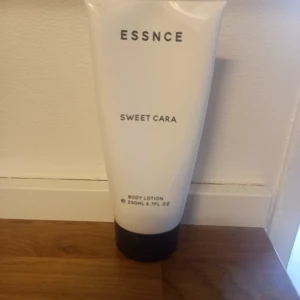 ESSNCE
SWEET CARA
BODY LOTION
℮ 200ML 6.7FL.OZ